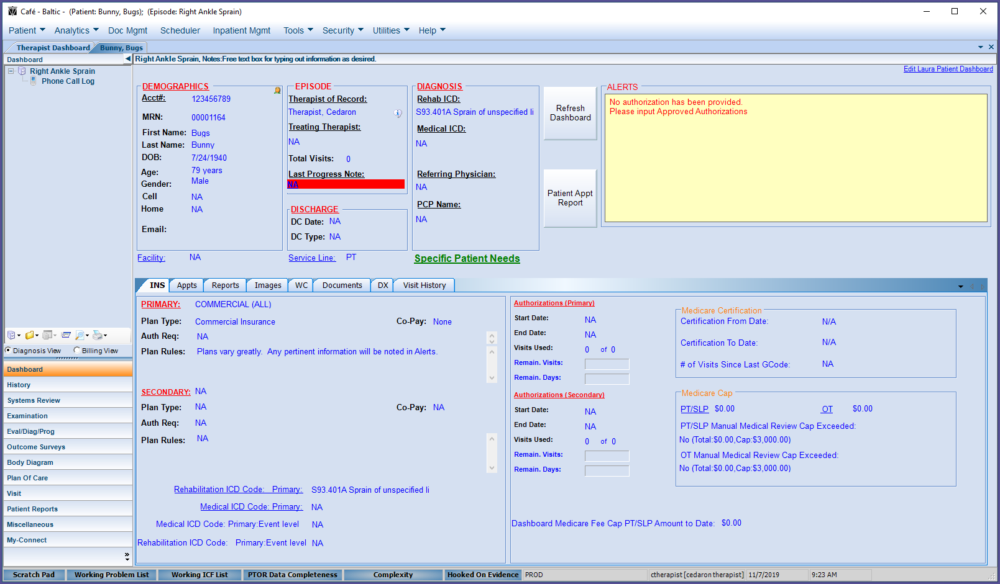 Café - Baltic -  (Patient: Bunny, Bugs);  (Episode: Right Ankle Sprain)
Patient Analytics Doc Mgmt Scheduler Inpatient Mgmt Tools Security Utilities Help
Therapist Dashboard Bunny, Bugs
Dashboard
Right Ankle Sprain, Notes:Free text box for typing out information as desired.
Edit Laura Patient Dashboard
Right Ankle Sprain
Phone Call Log
DEMOGRAPHICS
Acct#: 123456789
MRN: 00001164
First Name: Bugs
Last Name: Bunny
DOB: 7/24/1940
Age: 79 years
Gender: Male
Cell NA
Home NA
Email:
Facility: NA
EPISODE
Therapist of Record:
Therapist, Cedaron
Treating Therapist:
NA
Total Visits: 0
Last Progress Note:
NA
DISCHARGE
DC Date: NA
DC Type: NA
Service Line: PT
DIAGNOSIS
Rehab ICD:
S93.401A Sprain of unspecified li
Medical ICD:
NA
Referring Physician:
NA
PCP Name:
NA
Specific Patient Needs
Refresh
Dashboard
Patient Appt
Report
ALERTS
No authorization has been provided.
Please input Approved Authorizations
INS Appts Reports Images WC Documents DX Visit History
PRIMARY: COMMERCIAL (ALL)
Plan Type: Commercial Insurance Co-Pay: None
Auth Req: NA
Plan Rules: Plans vary greatly.  Any pertinent information will be noted in Alerts.
SECONDARY: NA
Plan Type: NA Co-Pay: NA
Auth Req: NA
Plan Rules: NA
Rehabilitation ICD Code:  Primary: S93.401A Sprain of unspecified li
Medical ICD Code: Primary: NA
Medical ICD Code: Primary:Event level NA
Rehabilitation ICD Code:  Primary:Event level NA
Authorizations (Primary)
Start Date: NA
End Date: NA
Visits Used: 0 of 0
Remain. Visits:
Remain. Days:
Authorizations (Secondary)
Start Date: NA
End Date: NA
Visits Used: 0 of 0
Remain. Visits:
Remain. Days:
Medicare Certification
Certification From Date: N/A
Certification To Date: N/A
# of Visits Since Last GCode: NA
Medicare Cap
PT/SLP $0.00 OT $0.00
PT/SLP Manual Medical Review Cap Exceeded:
No (Total:$0.00,Cap:$3,000.00)
OT Manual Medical Review Cap Exceeded:
No (Total:$0.00,Cap:$3,000.00)
Dashboard Medicare Fee Cap PT/SLP Amount to Date: $0.00
Diagnosis View Billing View
Dashboard
History
Systems Review
Examination
Eval/Diag/Prog
Outcome Surveys
Body Diagram
Plan Of Care
Visit
Patient Reports
Miscellaneous
My-Connect
Scratch Pad Working Problem List Working ICF List PTOR Data Completeness Complexity Hooked On Evidence PROD ctherapist [cedaron therapist] 11/7/2019 9:23 AM